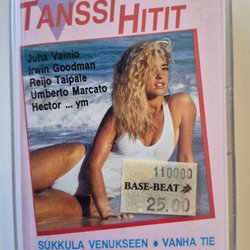 TANSSI HITIT
Juha Vainio
Irwin Goodman
Reijo Taipale
Umberto Marcato
Hector ... ym
110000
BASE-BEAT
25.00
SUKKULA VENUKSEEN • VANHA TIE